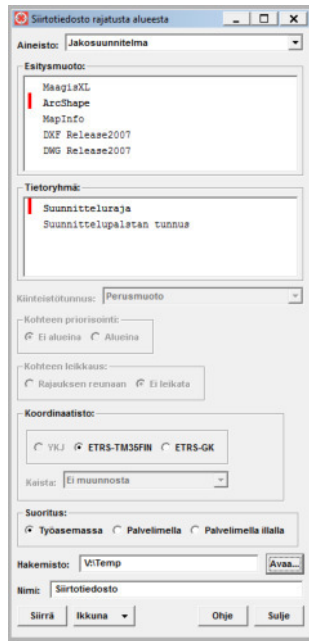 Siirtotiedosto rajatusta alueesta
Aineisto: Jakosuunnitelma
Esitysmuoto:
MaagisXL
ArcShape
MapInfo
DXF Release2007
DWG Release2007
Tietoryhmä:
Suunnitteluraja
Suunnittelupalstan tunnus
Kiinteistötunnus: Perusmuoto
Kohteen priorisointi:
Ei alueina Alueina
Kohteen leikkaus:
Rajauksen reunaan Ei leikata
Koordinaatisto:
YKJ ETRS-TM35FIN ETRS-GK
Kaista: Ei muunnosta
Suoritus:
Työasemassa Palvelimella Palvelimella illalla
Hakemisto: V:\Temp Avaa...
Nimi: Siirtotiedosto
Siirrä Ikkuna Ohje Sulje